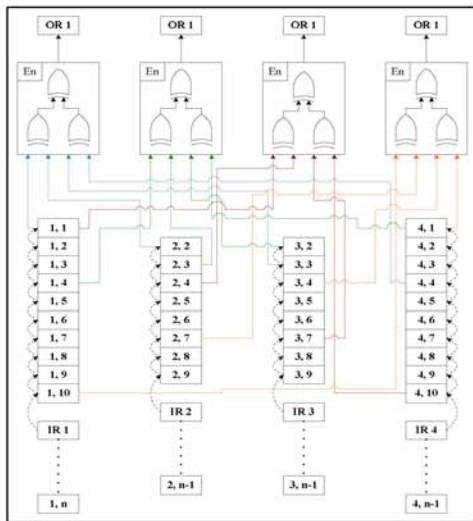 OR 1 OR 1 OR 1 OR 1
En En En En
1, 1 4, 1
1, 2 2, 2 3, 2 4, 2
1, 3 2, 3 3, 3 4, 3
1, 4 2, 4 3, 4 4, 4
1, 5 2, 5 3, 5 4, 5
1, 6 2, 6 3, 6 4, 6
1, 7 2, 7 3, 7 4, 7
1, 8 2, 8 3, 8 4, 8
1, 9 2, 9 3, 9 4, 9
1, 10 4, 10
IR 1 IR 2 IR 3 IR 4
1, n 2, n-1 3, n-1 4, n-1